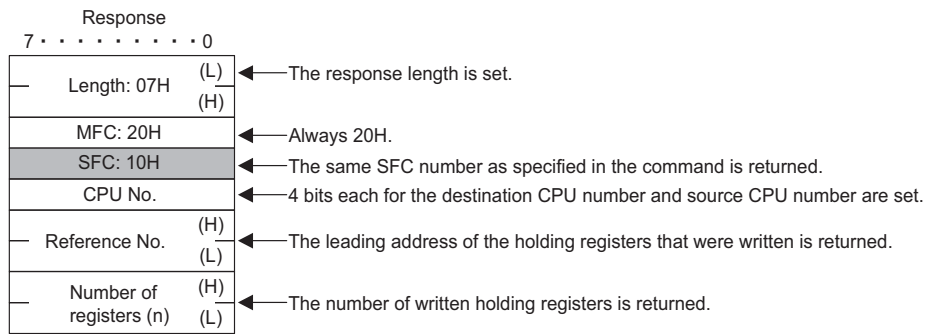 Response
7 · · · · · · · · · 0
Length: 07H (L) The response length is set.
(H)
MFC: 20H Always 20H.
SFC: 10H The same SFC number as specified in the command is returned.
CPU No. 4 bits each for the destination CPU number and source CPU number are set.
Reference No. (H) The leading address of the holding registers that were written is returned.
(L)
Number of (H) The number of written holding registers is returned.
registers (n) (L)